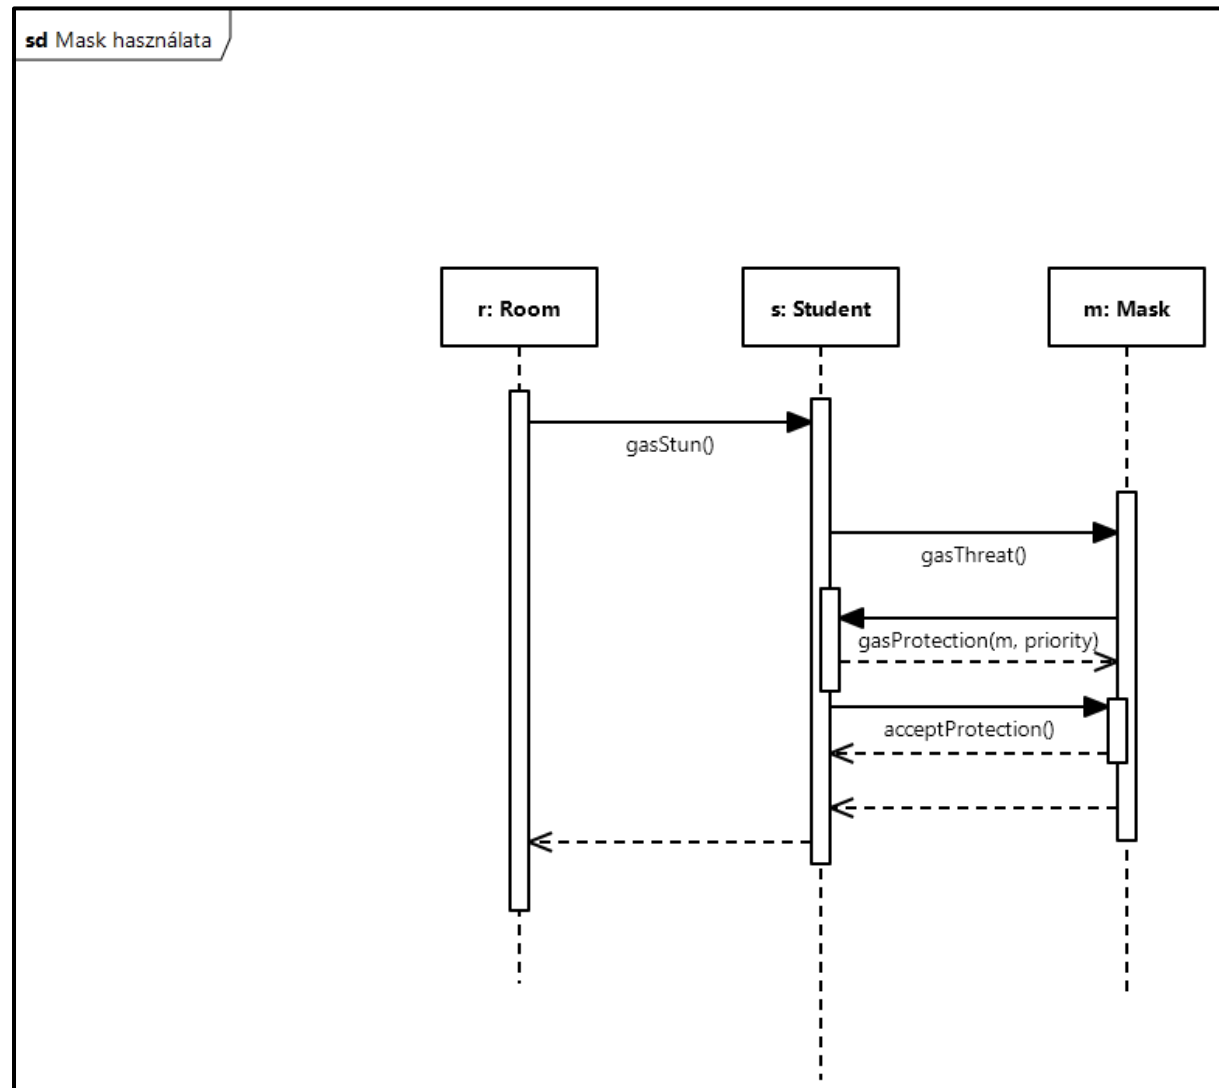 sd Mask használata
r: Room
s: Student
m: Mask
gasStun()
gasThreat()
gasProtection(m, priority)
acceptProtection()